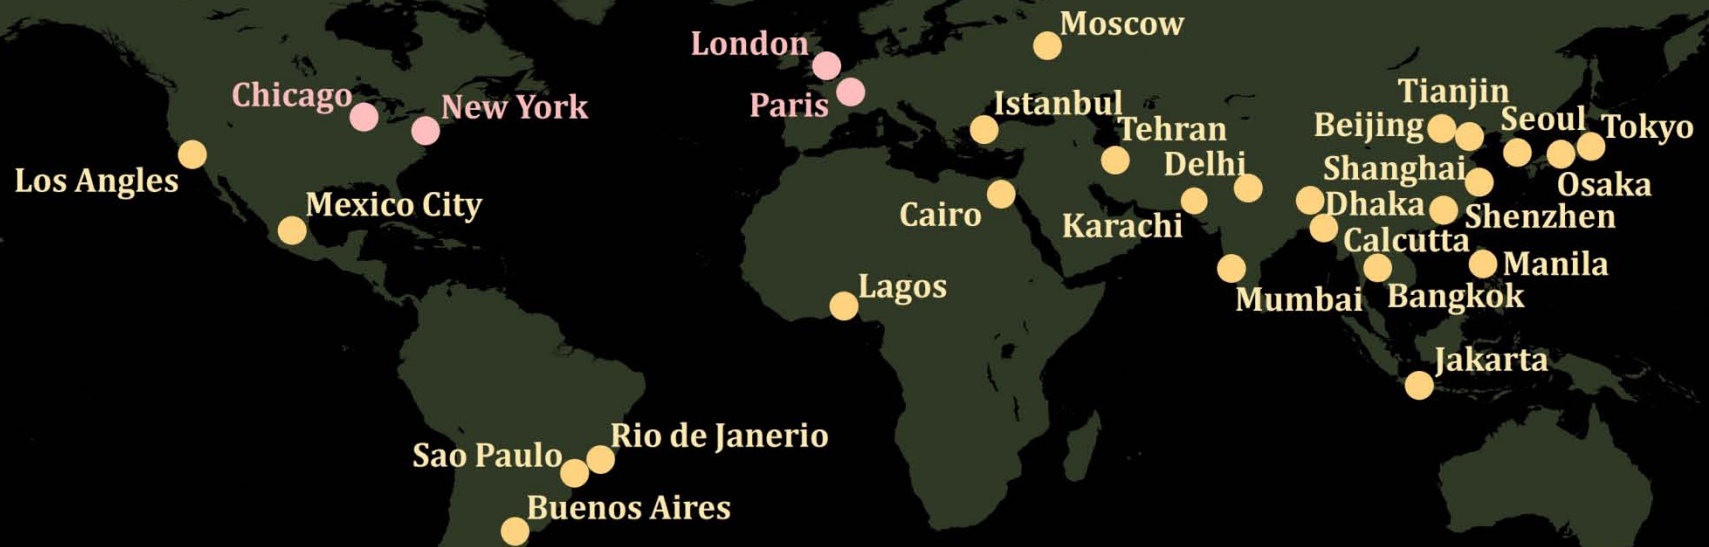 Moscow
London
Chicago
New York
Paris
Istanbul
Tianjin
Tehran
Beijing
Seoul
Tokyo
Los Angles
Delhi
Shanghai
Osaka
Mexico City
Cairo
Karachi
Dhaka
Shenzhen
Calcutta
Manila
Lagos
Mumbai
Bangkok
Jakarta
Rio de Janerio
Sao Paulo
Buenos Aires